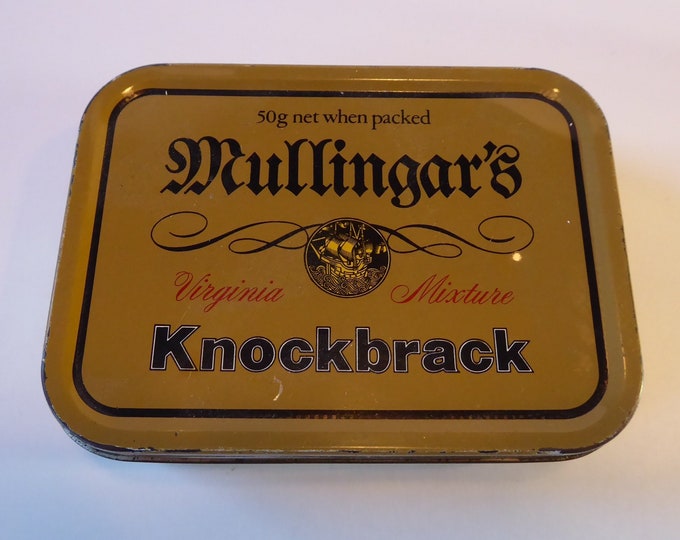 50g net when packed
Mullingar's
Virginia Mixture
Knockbrack